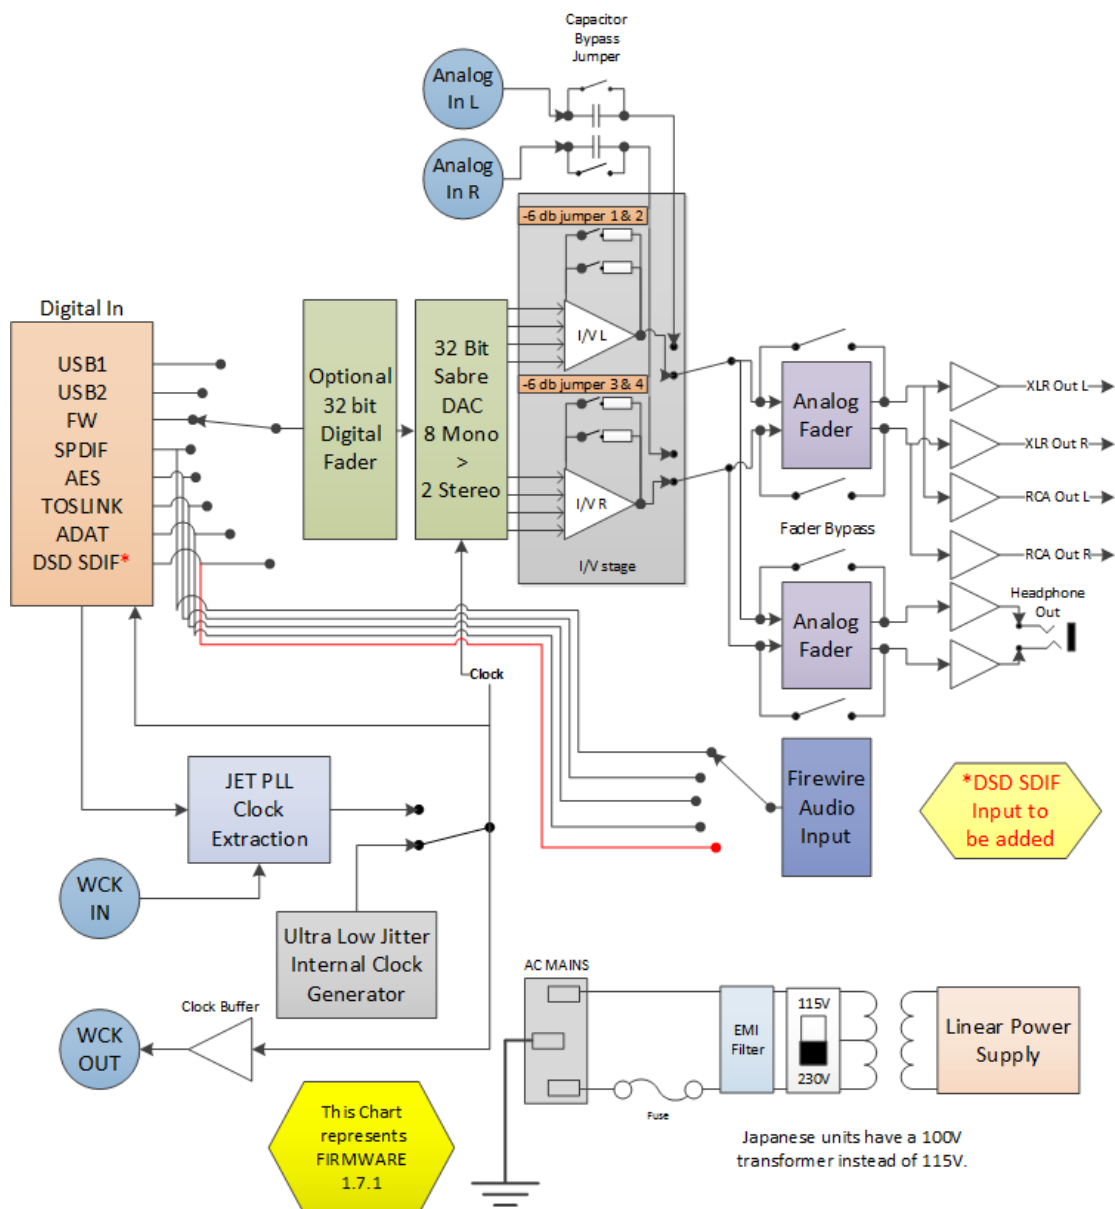 Capacitor
Bypass
Jumper
Analog
In L
Analog
In R
-6 db jumper 1 & 2
I/V L
-6 db jumper 3 & 4
I/V R
I/V stage
Digital In
USB1
USB2
FW
SPDIF
AES
TOSLINK
ADAT
DSD SDIF*
Optional
32 bit
Digital
Fader
32 Bit
Sabre
DAC
8 Mono
>
2 Stereo
Analog
Fader
Fader Bypass
Analog
Fader
XLR Out L
XLR Out R
RCA Out L
RCA Out R
Headphone
Out
Clock
JET PLL
Clock
Extraction
Firewire
Audio
Input
*DSD SDIF
Input to
be added
WCK
IN
Ultra Low Jitter
Internal Clock
Generator
Clock Buffer
WCK
OUT
AC MAINS
EMI
Filter
115V
230V
Linear Power
Supply
Fuse
This Chart
represents
FIRMWARE
1.7.1
Japanese units have a 100V
transformer instead of 115V.